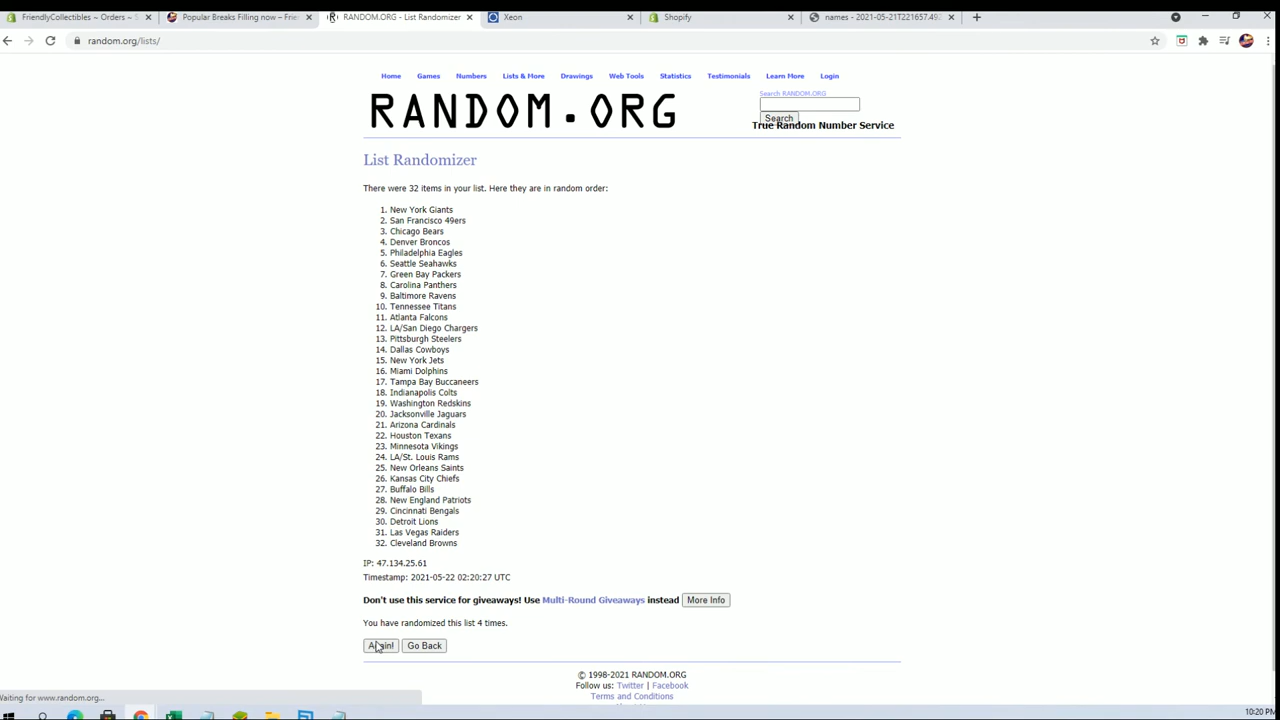 FriendlyCollectibles ~ Orders ~ S
Popular Breaks Filling now – Frie
RANDOM.ORG - List Randomizer
Xeon
Shopify
names - 2021-05-21T221657.49
random.org/lists/
Home Games Numbers Lists & More Drawings Web Tools Statistics Testimonials Learn More Login
RANDOM.ORG
Search RANDOM.ORG
Search
True Random Number Service
List Randomizer
There were 32 items in your list. Here they are in random order:
1. New York Giants
2. San Francisco 49ers
3. Chicago Bears
4. Denver Broncos
5. Philadelphia Eagles
6. Seattle Seahawks
7. Green Bay Packers
8. Carolina Panthers
9. Baltimore Ravens
10. Tennessee Titans
11. Atlanta Falcons
12. LA/San Diego Chargers
13. Pittsburgh Steelers
14. Dallas Cowboys
15. New York Jets
16. Miami Dolphins
17. Tampa Bay Buccaneers
18. Indianapolis Colts
19. Washington Redskins
20. Jacksonville Jaguars
21. Arizona Cardinals
22. Houston Texans
23. Minnesota Vikings
24. LA/St. Louis Rams
25. New Orleans Saints
26. Kansas City Chiefs
27. Buffalo Bills
28. New England Patriots
29. Cincinnati Bengals
30. Detroit Lions
31. Las Vegas Raiders
32. Cleveland Browns
IP: 47.134.25.61
Timestamp: 2021-05-22 02:20:27 UTC
Don't use this service for giveaways! Use Multi-Round Giveaways instead More Info
You have randomized this list 4 times.
Again! Go Back
© 1998-2021 RANDOM.ORG
Follow us: Twitter | Facebook
Terms and Conditions
Waiting for www.random.org...
10:20 PM